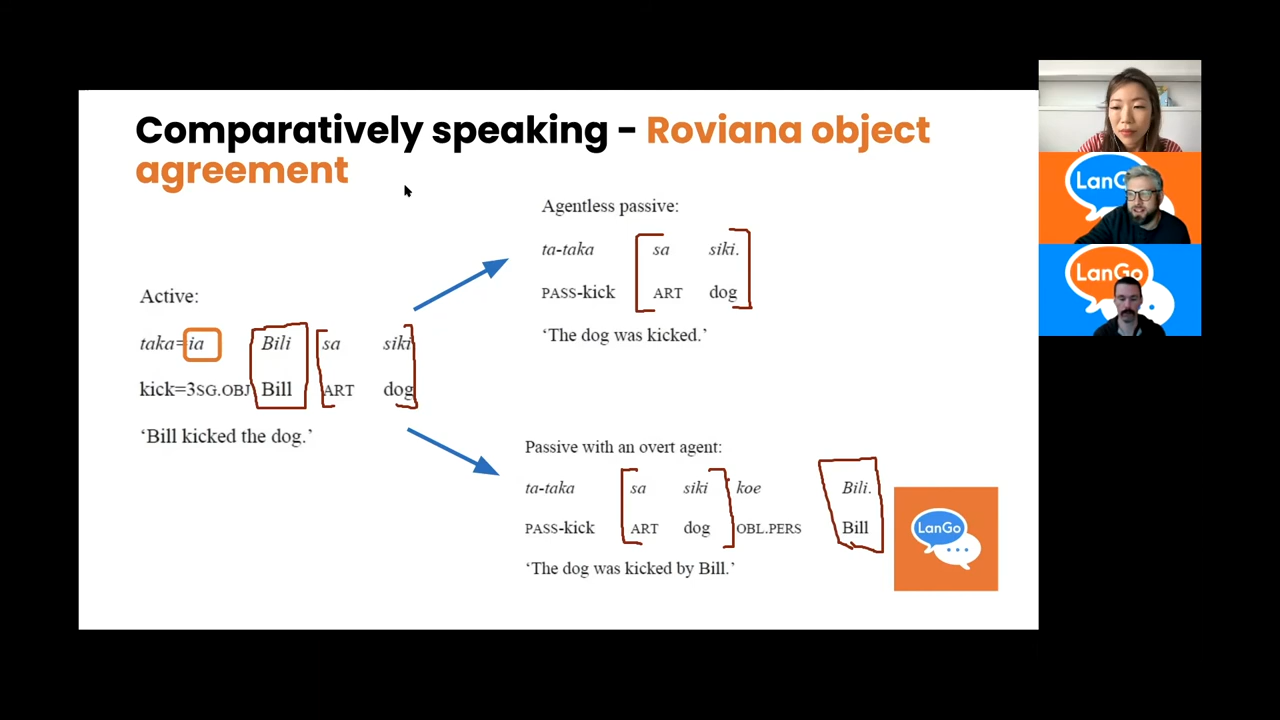 Comparatively speaking - Roviana object
agreement
Active:
taka=ia Bili sa siki
kick=3SG.OBJ Bill ART dog
‘Bill kicked the dog.’
Agentless passive:
ta-taka sa siki.
PASS-kick ART dog
‘The dog was kicked.’
Passive with an overt agent:
ta-taka sa siki koe Bili.
PASS-kick ART dog OBL.PERS Bill
‘The dog was kicked by Bill.’
LanGo
LanGo
LanGo